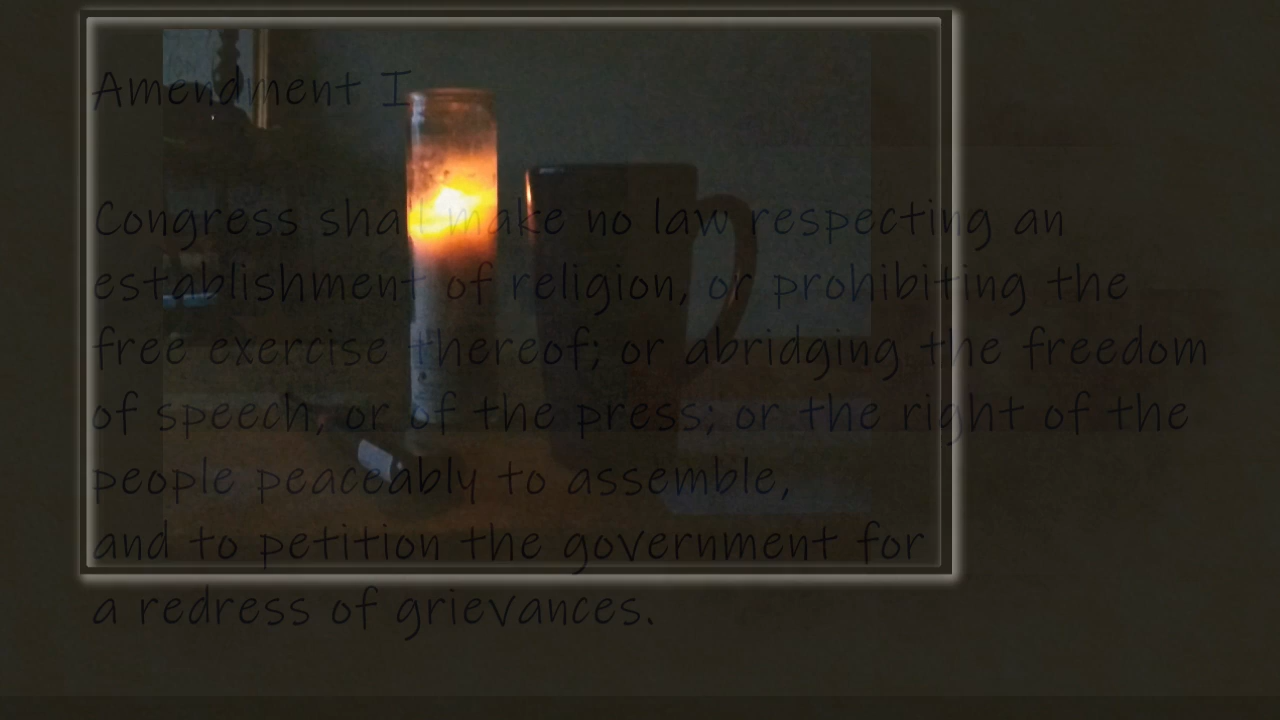 Amendment I
Congress shall make no law respecting an
establishment of religion, or prohibiting the
free exercise thereof; or abridging the freedom
of speech, or of the press; or the right of the
people peaceably to assemble,
and to petition the government for
a redress of grievances.